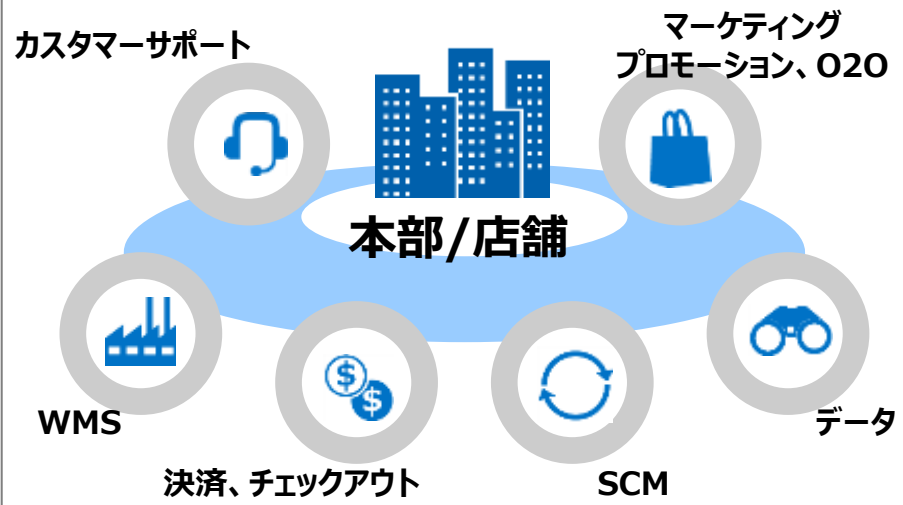 カスタマーサポート
マーケティング
プロモーション、O2O
本部/店舗
WMS
データ
決済、チェックアウト
SCM
$
$